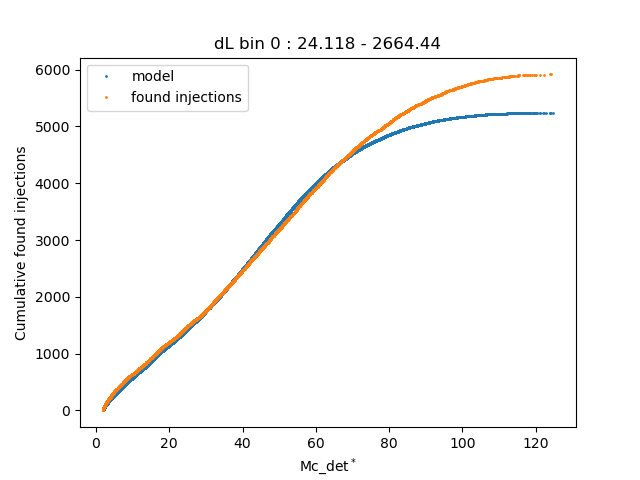 dL bin 0 : 24.118 - 2664.44
model
found injections
6000
5000
4000
3000
2000
1000
0
Cumulative found injections
0 20 40 60 80 100 120
Mc_det*